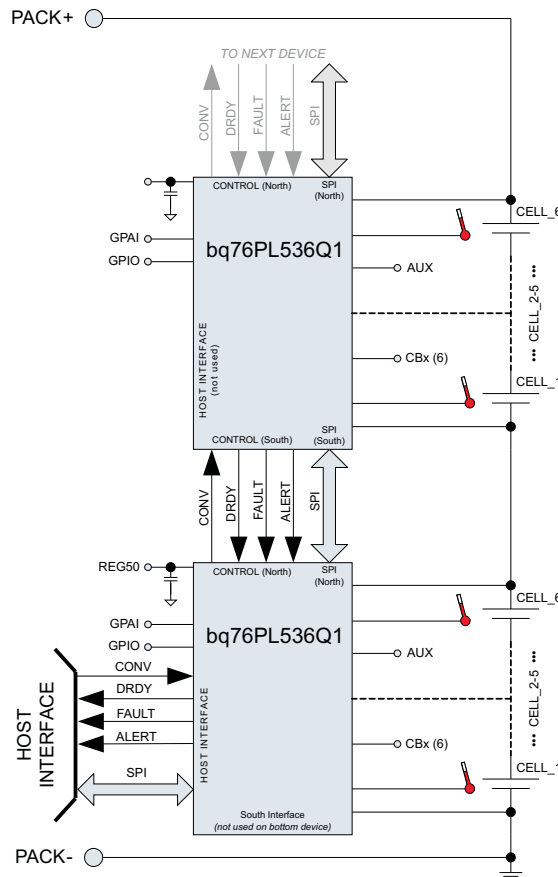 PACK+
TO NEXT DEVICE
CONV
DRDY
FAULT
ALERT
SPI
CONTROL (North)
SPI
(North)
CELL_6
bq76PL536Q1
GPAI
GPIO
AUX
... CELL_2-5 ...
HOST INTERFACE
(not used)
CBx (6)
CELL_1
SPI
(South)
CONTROL (South)
CONV
DRDY
FAULT
ALERT
SPI
REG50
CONTROL (North)
SPI
(North)
CELL_6
bq76PL536Q1
GPAI
GPIO
AUX
CONV
DRDY
FAULT
ALERT
SPI
HOST
INTERFACE
HOST INTERFACE
... CELL_2-5 ...
CBx (6)
CELL_1
South Interface
(not used on bottom device)
PACK-